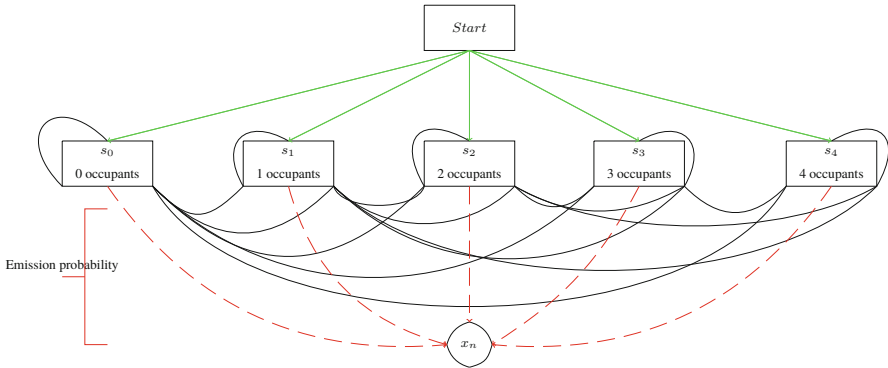 Start
s0
0 occupants
s1
1 occupants
s2
2 occupants
s3
3 occupants
s4
4 occupants
Emission probability
xn